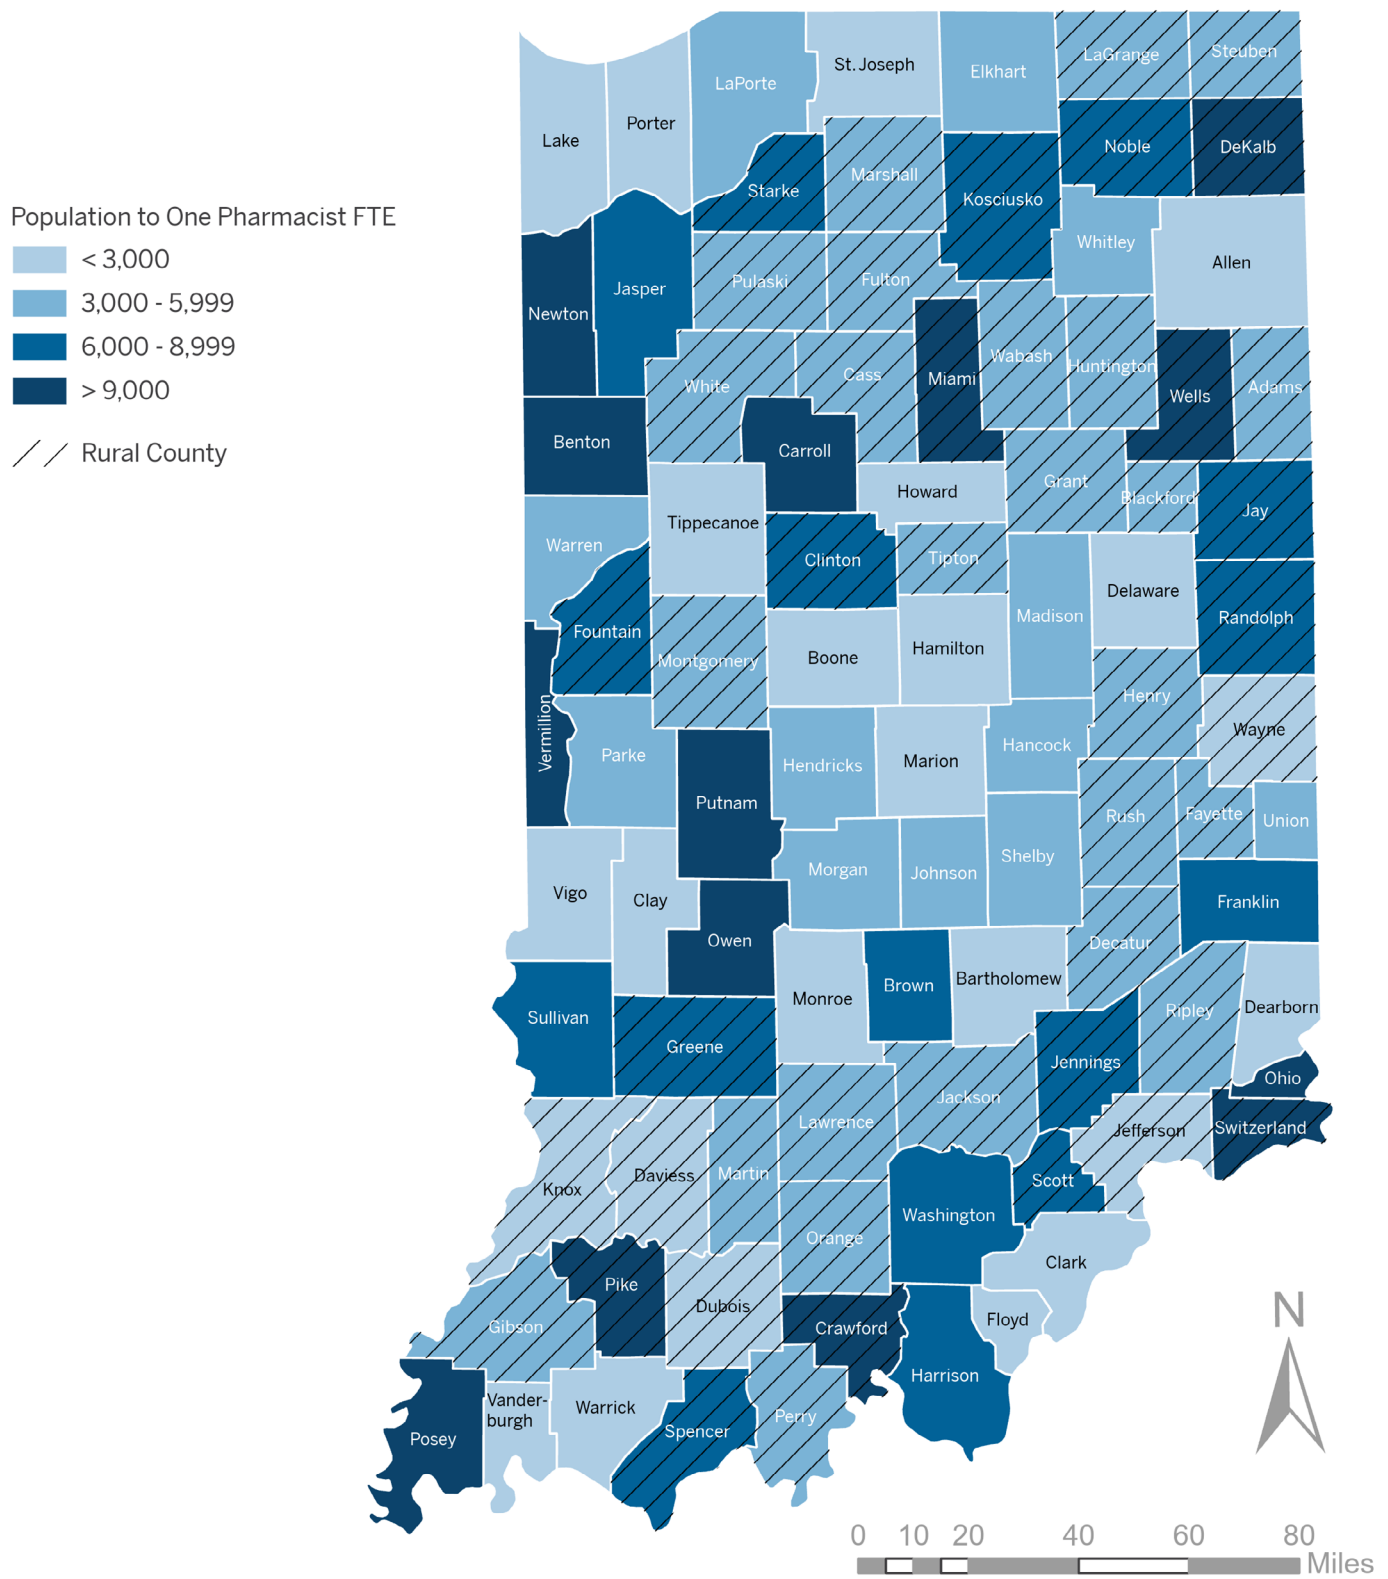 St. Joseph
LaGrange
Steuben
Elkhart
LaPorte
Porter
Lake
Noble
DeKalb
Marshall
Starke
Kosciusko
Population to One Pharmacist FTE
Whitley
Allen
< 3,000
Pulaski
Fulton
Jasper
3,000 - 5,999
Newton
6,000 - 8,999
Wabash
Huntington
Cass
Miami
White
Adams
> 9,000
Wells
Benton
Carroll
Rural County
Grant
Howard
Blackford
Jay
Tippecanoe
Warren
Clinton
Tipton
Delaware
Madison
Randolph
Fountain
Hamilton
Boone
Montgomery
Henry
Vermillion
Wayne
Hancock
Parke
Marion
Hendricks
Putnam
Rush
Fayette
Union
Shelby
Morgan
Johnson
Vigo
Clay
Franklin
Owen
Decatur
Bartholomew
Brown
Monroe
Dearborn
Ripley
Sullivan
Greene
Jennings
Ohio
Jackson
Lawrence
Jefferson
Switzerland
Martin
Daviess
Scott
Knox
Washington
Orange
Clark
Pike
Dubois
N
Floyd
Gibson
Crawford
Harrison
Vander-
burgh
Warrick
Perry
Spencer
Posey
0 10 20 40 60 80
Miles